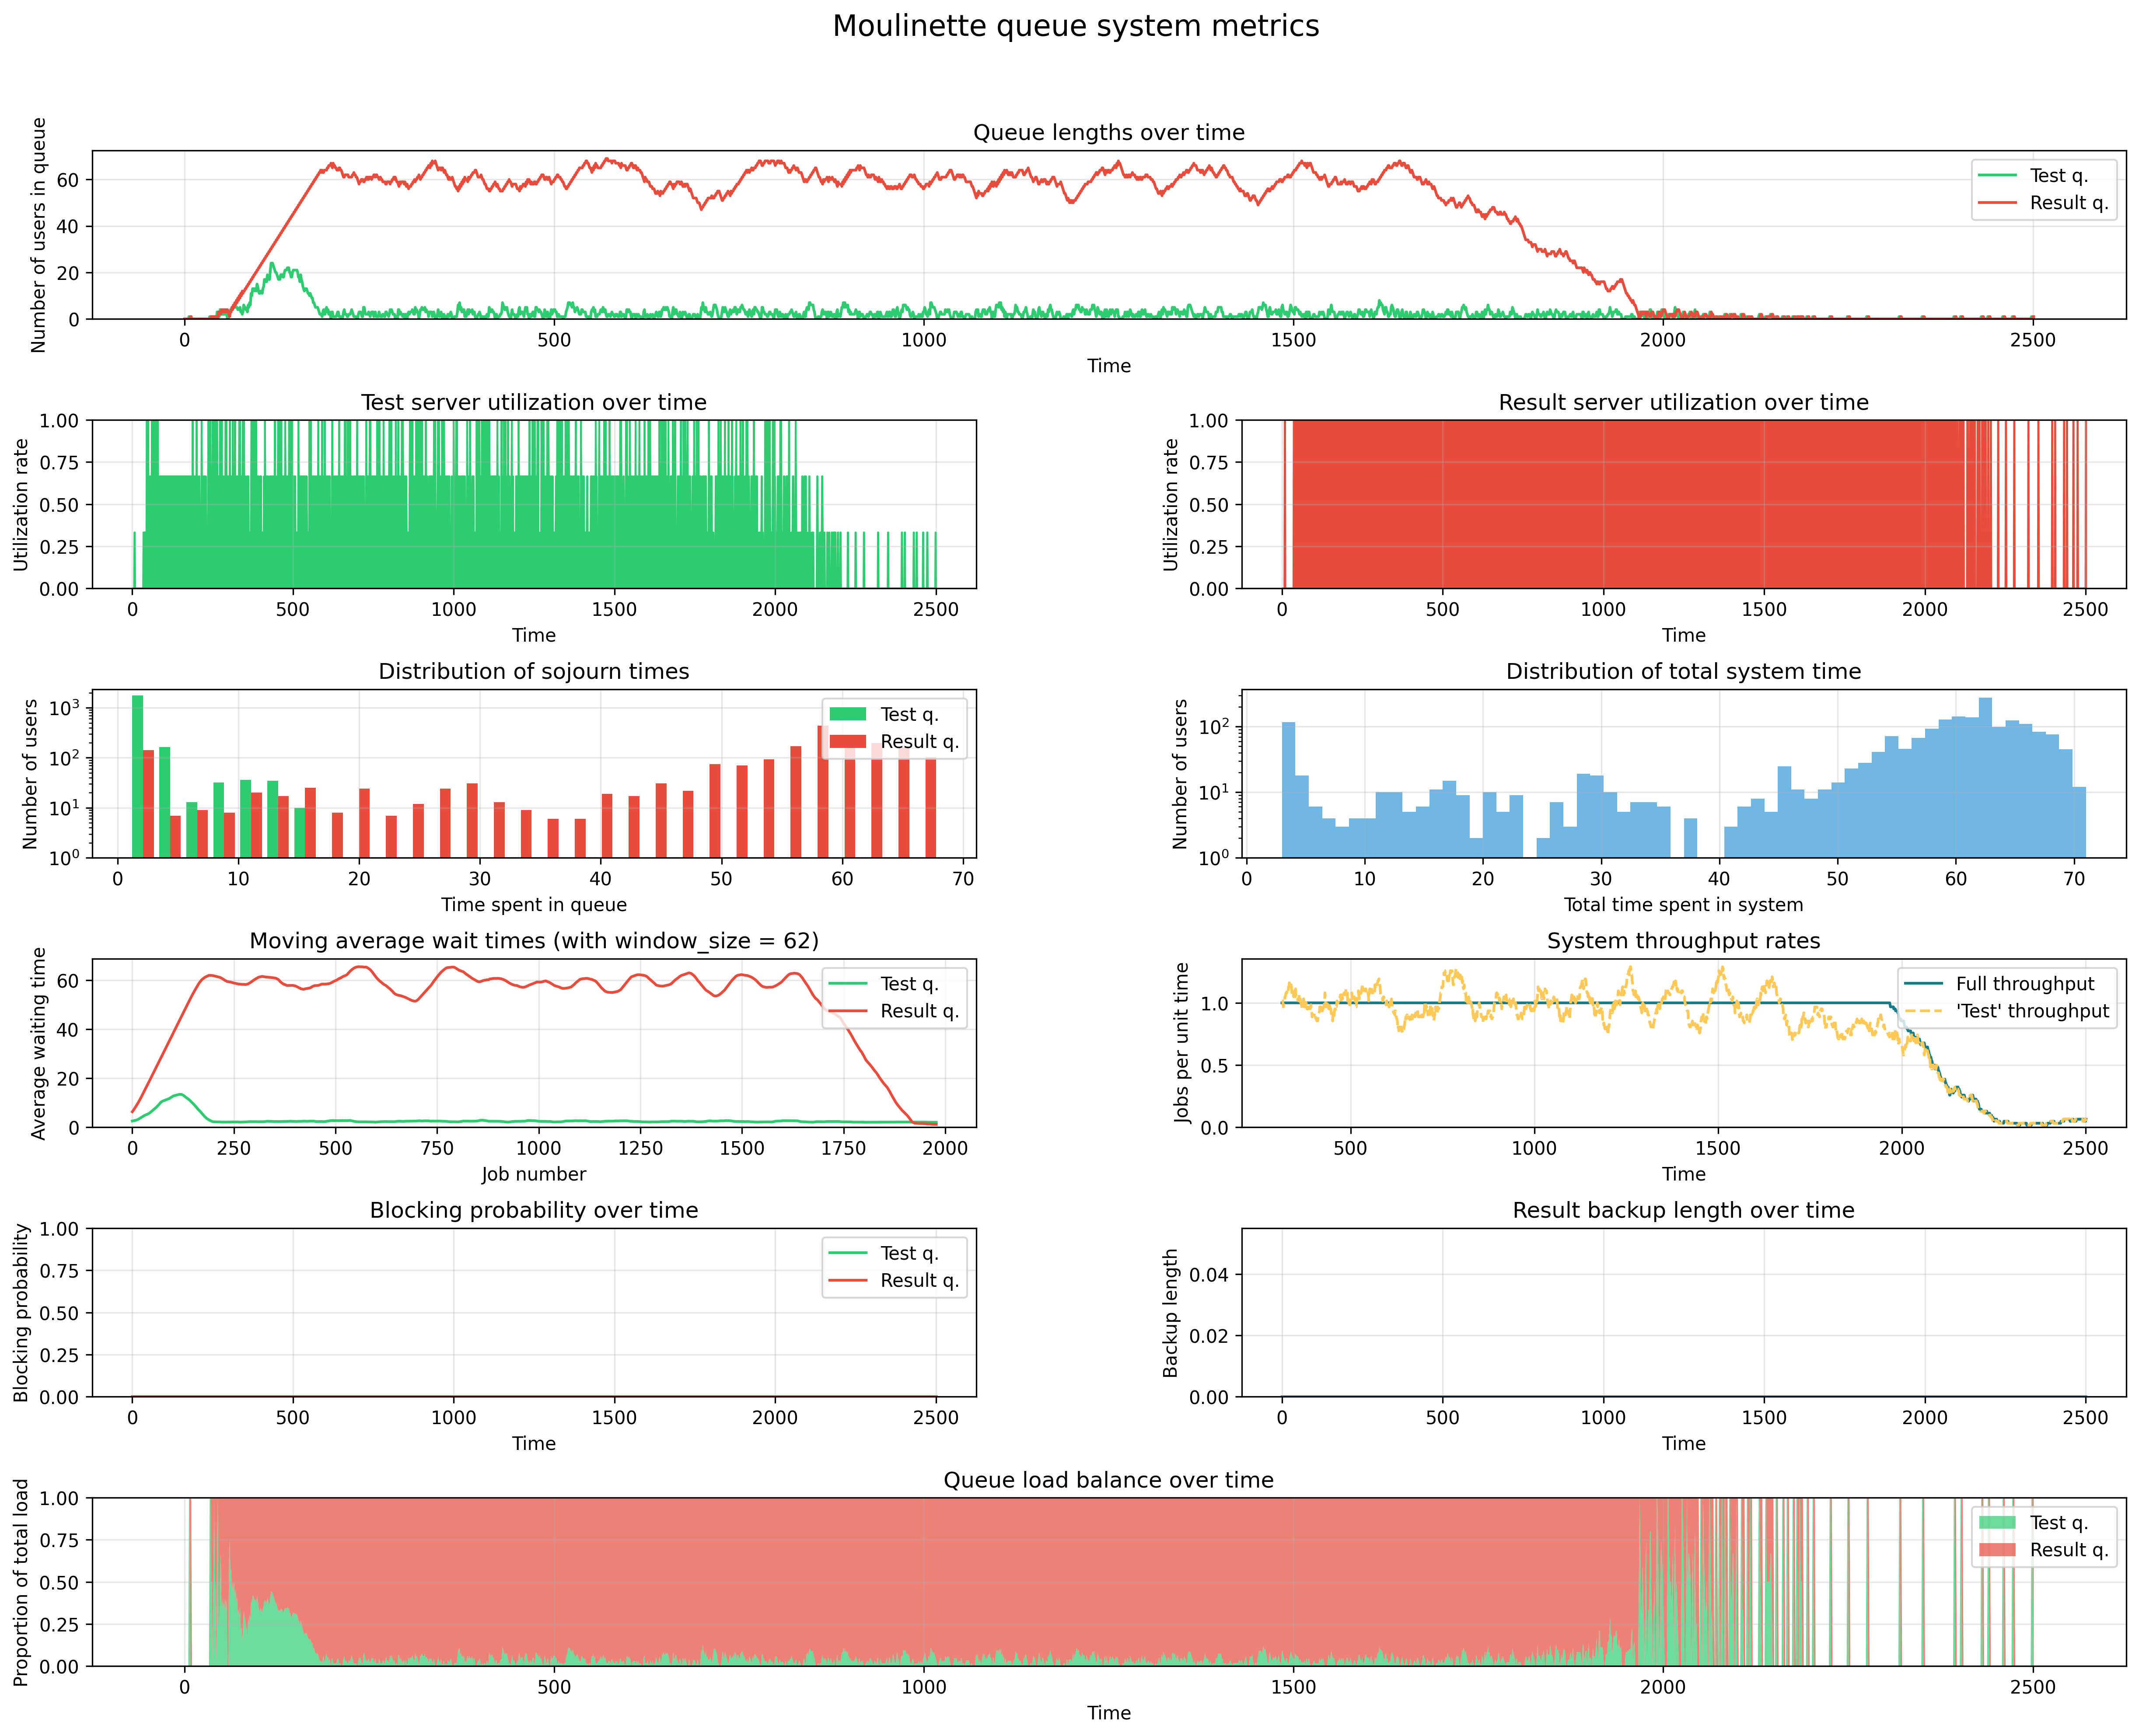 Moulinette queue system metrics
Queue lengths over time
Number of users in queue
60
40
20
0
Test q.
Result q.
0 500 1000 1500 2000 2500
Time
Test server utilization over time
Utilization rate
1.00
0.75
0.50
0.25
0.00
0 500 1000 1500 2000 2500
Time
Result server utilization over time
Utilization rate
1.00
0.75
0.50
0.25
0.00
0 500 1000 1500 2000 2500
Time
Distribution of sojourn times
Number of users
10³
10²
10¹
10⁰
Test q.
Result q.
0 10 20 30 40 50 60 70
Time spent in queue
Distribution of total system time
Number of users
10²
10¹
10⁰
0 10 20 30 40 50 60 70
Total time spent in system
Moving average wait times (with window_size = 62)
Average waiting time
60
40
20
0
Test q.
Result q.
0 250 500 750 1000 1250 1500 1750 2000
Job number
System throughput rates
Jobs per unit time
1.0
0.5
0.0
Full throughput
'Test' throughput
500 1000 1500 2000 2500
Time
Blocking probability over time
Blocking probability
1.00
0.75
0.50
0.25
0.00
Test q.
Result q.
0 500 1000 1500 2000 2500
Time
Result backup length over time
Backup length
0.04
0.02
0.00
0 500 1000 1500 2000 2500
Time
Queue load balance over time
Proportion of total load
1.00
0.75
0.50
0.25
0.00
Test q.
Result q.
0 500 1000 1500 2000 2500
Time